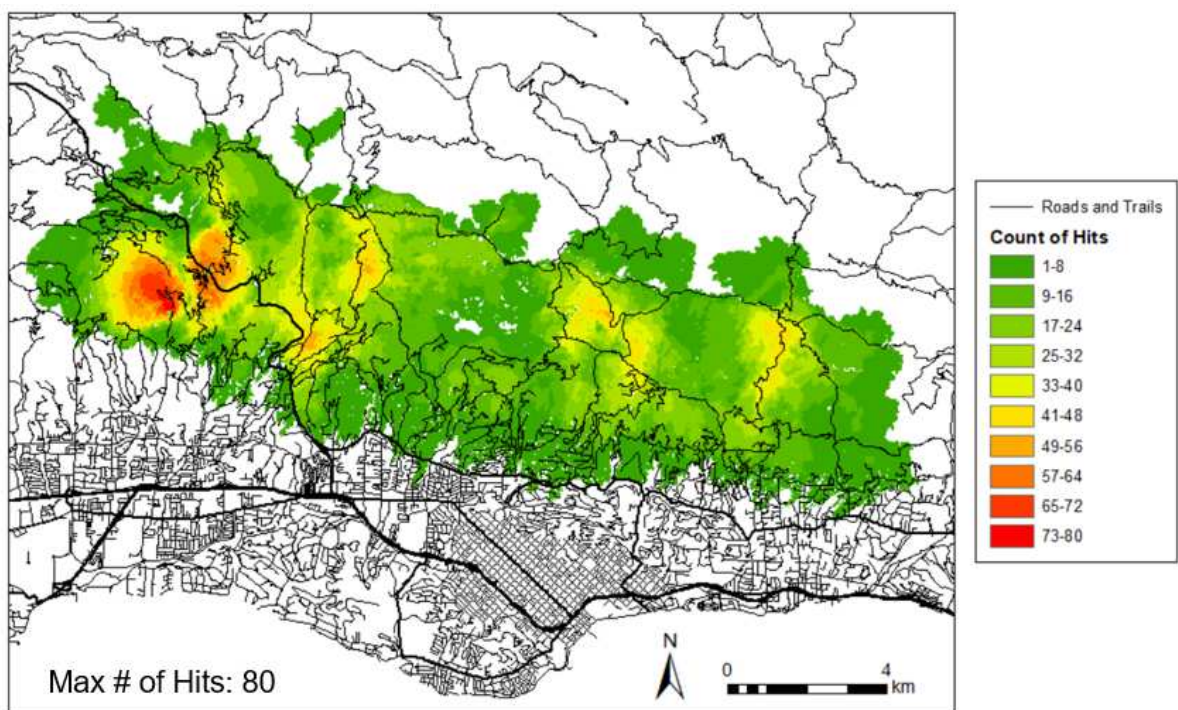 Roads and Trails
Count of Hits
1-8
9-16
17-24
25-32
33-40
41-48
49-56
57-64
65-72
73-80
N
0 4
km
Max # of Hits: 80